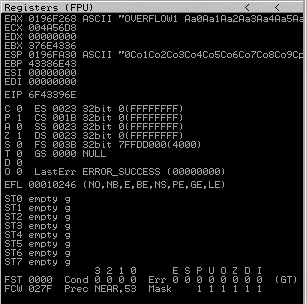 Registers (FPU) < <
EAX 0196F268 ASCII "OVERFLOW1 Aa0Aa1Aa2Aa3Aa4Aa5Aa
ECX 004A56D8
EDX 00000000
EBX 376E4336
ESP 0196FA30 ASCII "0Co1Co2Co3Co4Co5Co6Co7Co8Co9Cp
EBP 43386E43
ESI 00000000
EDI 00000000
EIP 6F43396E
C 0 ES 0023 32bit 0(FFFFFFFF)
P 1 CS 001B 32bit 0(FFFFFFFF)
A 0 SS 0023 32bit 0(FFFFFFFF)
Z 1 DS 0023 32bit 0(FFFFFFFF)
S 0 FS 003B 32bit 7FFDD000(4000)
T 0 GS 0000 NULL
D 0
O 0 LastErr ERROR_SUCCESS (00000000)
EFL 00010246 (NO,NB,E,BE,NS,PE,GE,LE)
ST0 empty g
ST1 empty g
ST2 empty g
ST3 empty g
ST4 empty g
ST5 empty g
ST6 empty g
ST7 empty g
3 2 1 0 E S P U O Z D I
FST 0000 Cond 0 0 0 0 Err 0 0 0 0 0 0 0 0 (GT)
FCW 027F Prec NEAR,53 Mask 1 1 1 1 1 1